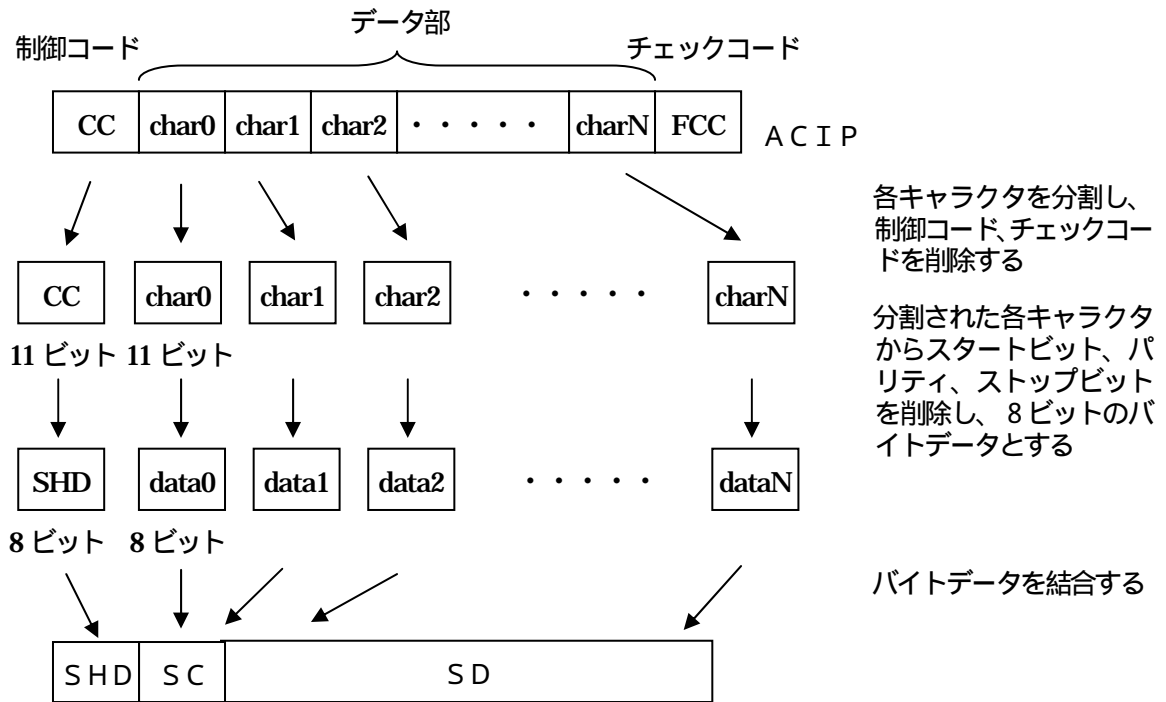 データ部
制御コード
チェックコード
CC char0 char1 char2 ・・・・・ charN FCC
ＡＣＩＰ
各キャラクタを分割し、
制御コード、チェックコー
ドを削除する
CC char0 char1 char2 ・・・・・ charN
11 ビット 11 ビット
分割された各キャラクタ
からスタートビット、パ
リティ、ストップビット
を削除し、８ビットのバ
イトデータとする
SHD data0 data1 data2 ・・・・・ dataN
8 ビット 8 ビット
バイトデータを結合する
ＳＨＤ ＳＣ ＳＤ